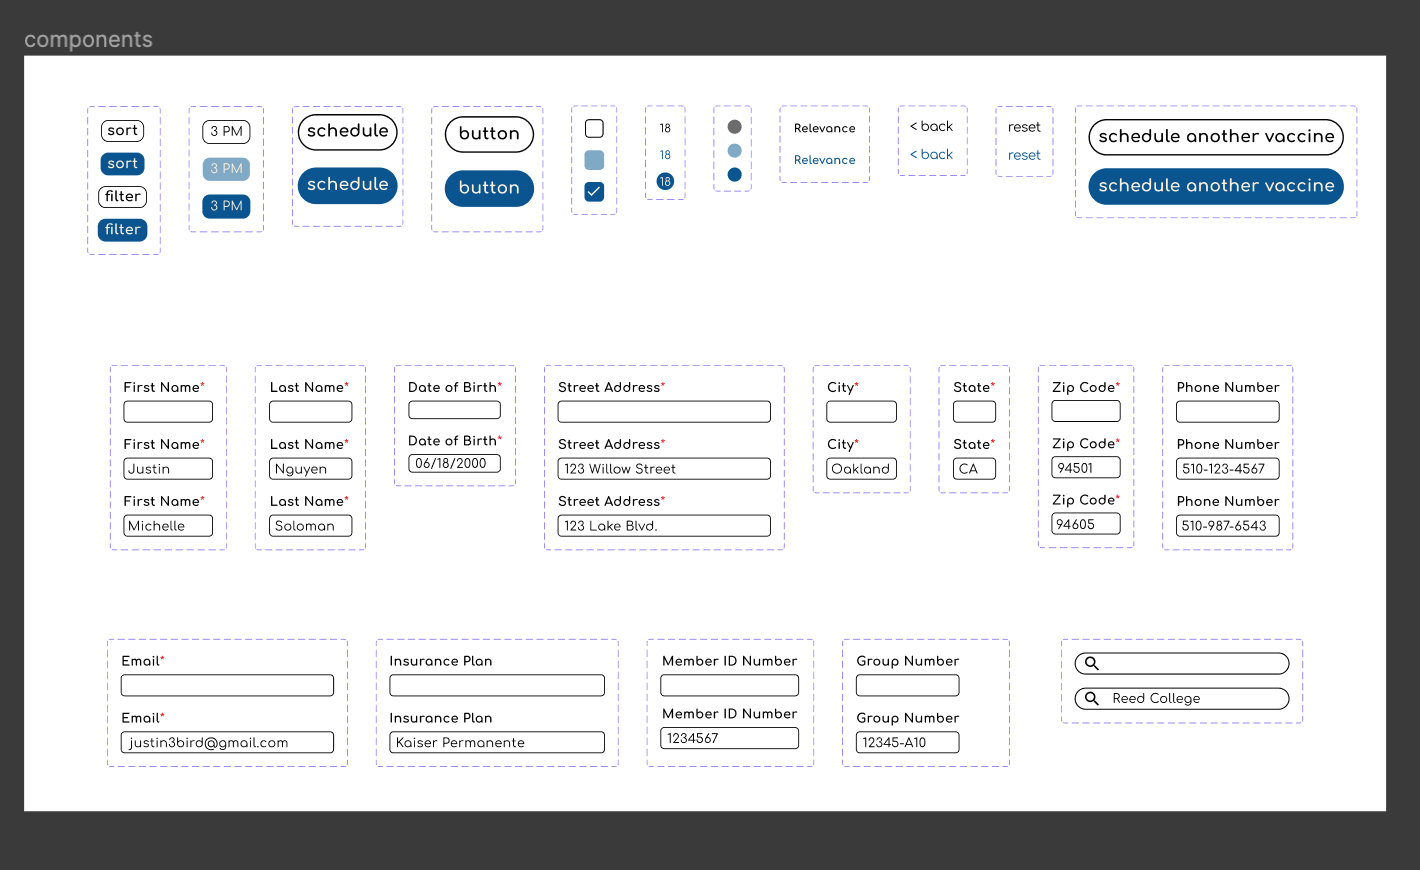 components
sort
sort
filter
filter
3 PM
3 PM
3 PM
schedule
schedule
button
button
18
18
18
Relevance
Relevance
< back
< back
reset
reset
schedule another vaccine
schedule another vaccine
First Name*
First Name*
Justin
First Name*
Michelle
Last Name*
Last Name*
Nguyen
Last Name*
Soloman
Date of Birth*
Date of Birth*
06/18/2000
Street Address*
Street Address*
123 Willow Street
Street Address*
123 Lake Blvd.
City*
City*
Oakland
State*
State*
CA
Zip Code*
Zip Code*
94501
Zip Code*
94605
Phone Number
Phone Number
510-123-4567
Phone Number
510-987-6543
Email*
Email*
justin3bird@gmail.com
Insurance Plan
Insurance Plan
Kaiser Permanente
Member ID Number
Member ID Number
1234567
Group Number
Group Number
12345-A10
Reed College